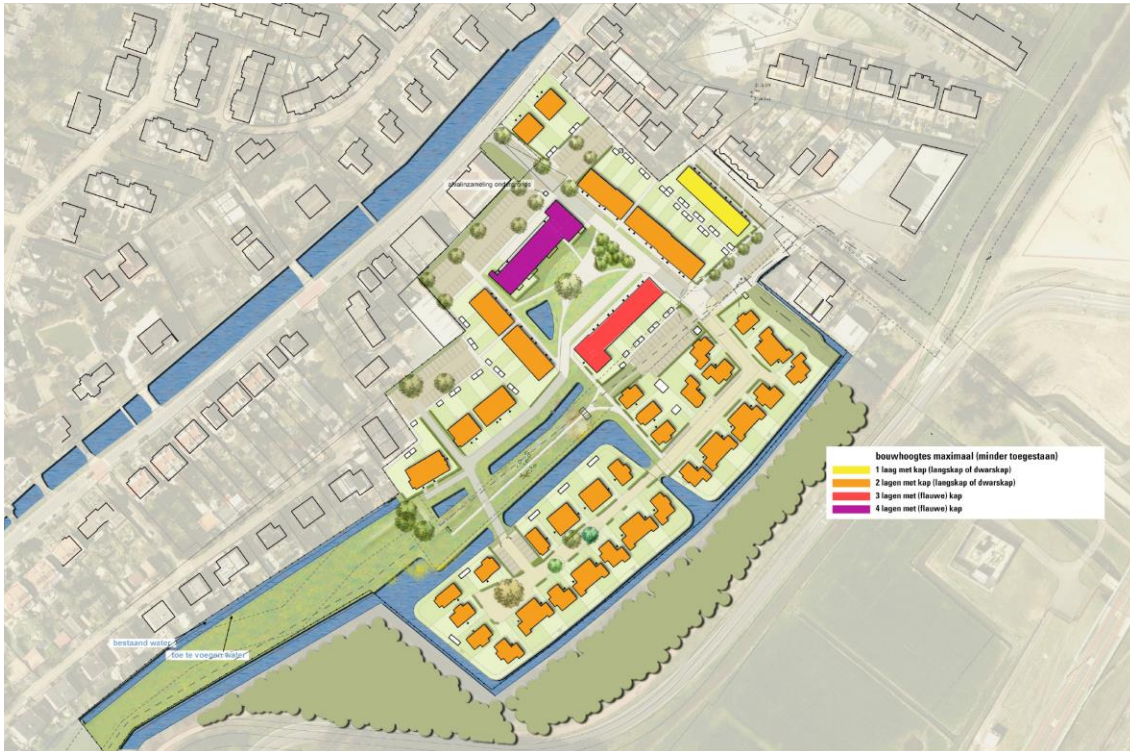 bouwhoogtes maximaal (minder toegestaan)
1 laag met kap (langskap of dwarskap)
2 lagen met kap (laegskap of dwarskap)
3 lagen met (flauwe) kap
4 lagen met (flauwe) kap
bestaand water
toe te voegen water